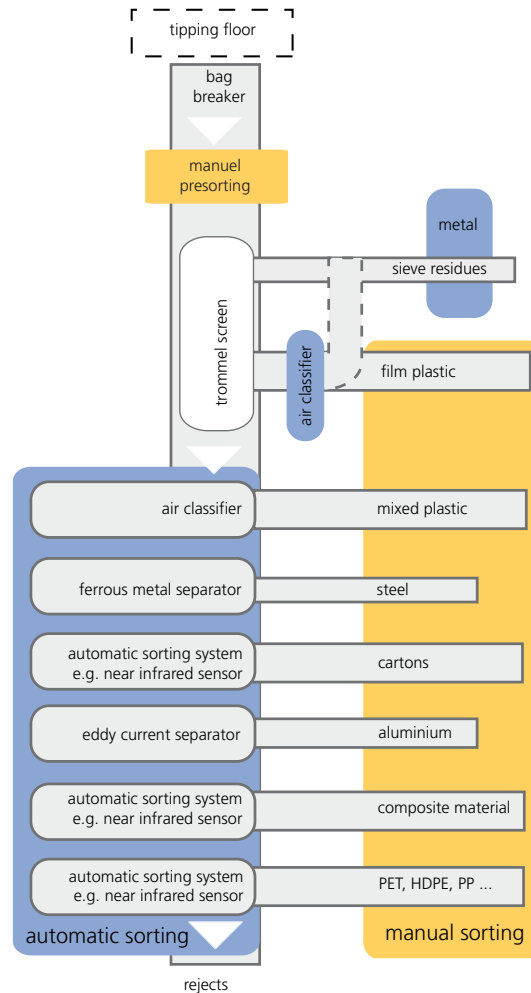 tipping floor
bag
breaker
manuel
presorting
metal
sieve residues
trommel screen
air classifier
film plastic
air classifier
mixed plastic
ferrous metal separator
steel
automatic sorting system
e.g. near infrared sensor
cartons
eddy current separator
aluminium
automatic sorting system
e.g. near infrared sensor
composite material
automatic sorting system
e.g. near infrared sensor
PET, HDPE, PP ...
automatic sorting
manual sorting
rejects